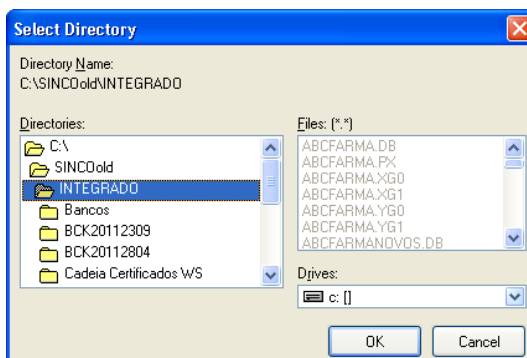 Select Directory
Directory Name:
C:\SINCOold\INTEGRADO
Directories:
C:\
SINCOold
INTEGRADO
Bancos
BCK20112309
BCK20112804
Cadeia Certificados WS
Files: (*.*)
ABCFARMA.DB
ABCFARMA.PX
ABCFARMA.XG0
ABCFARMA.XG1
ABCFARMA.YG0
ABCFARMA.YG1
ABCFARMANOVOS.DB
Drives:
c: []
OK
Cancel